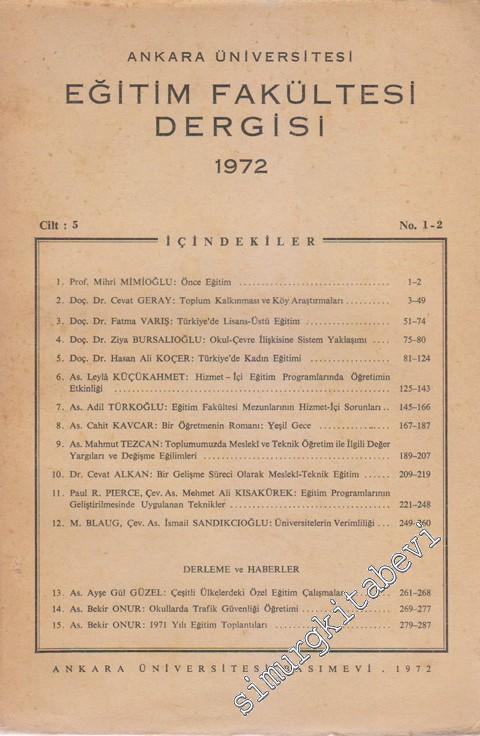 ANKARA ÜNİVERSİTESİ
EĞİTİM FAKÜLTESİ
DERGİSİ
1972
Cilt : 5 No. 1-2
İÇİNDEKİLER
1. Prof. Mihri MİMİOĞLU: Önce Eğitim 1-2
2. Doç. Dr. Cevat GERAY: Toplum Kalkınması ve Köy Araştırmaları 3-49
3. Doç. Dr. Fatma VARIŞ: Türkiye'de Lisans-Üstü Eğitim 51-74
4. Doç. Dr. Ziya BURSALIOĞLU: Okul-Çevre İlişkisine Sistem Yaklaşımı 75-80
5. Doç. Dr. Hasan Ali KOÇER: Türkiye'de Kadın Eğitimi 81-124
6. As. Leylâ KÜÇÜKAHMET: Hizmet-İçi Eğitim Programlarında Öğretimin
Etkinliği 125-143
7. As. Adil TÜRKOĞLU: Eğitim Fakültesi Mezunlarının Hizmet-İçi Sorunları 145-166
8. As. Cahit KAVCAR: Bir Öğretmenin Romanı: Yeşil Gece 167-187
9. As. Mahmut TEZCAN: Toplumumuzda Meslekî ve Teknik Öğretim ile İlgili Değer
Yargıları ve Değişme Eğilimleri 189-207
10. Dr. Cevat ALKAN: Bir Gelişme Süreci Olarak Meslekî-Teknik Eğitim 209-219
11. Paul R. PIERCE, Çev. As. Mehmet Ali KISAKÜREK: Eğitim Programlarının
Geliştirilmesinde Uygulanan Teknikler 221-248
12. M. BLAUG, Çev. As. İsmail SANDIKCIOĞLU: Üniversitelerin Verimliliği 249-260
DERLEME ve HABERLER
13. As. Ayşe Gül GÜZEL: Çeşitli Ülkelerdeki Özel Eğitim Çalışmaları 261-268
14. As. Bekir ONUR: Okullarda Trafik Güvenliği Öğretimi 269-277
15. As. Bekir ONUR: 1971 Yılı Eğitim Toplantıları 279-287
ANKARA ÜNİVERSİTESİ BASIMEVİ . 1972
simurgkitabevi